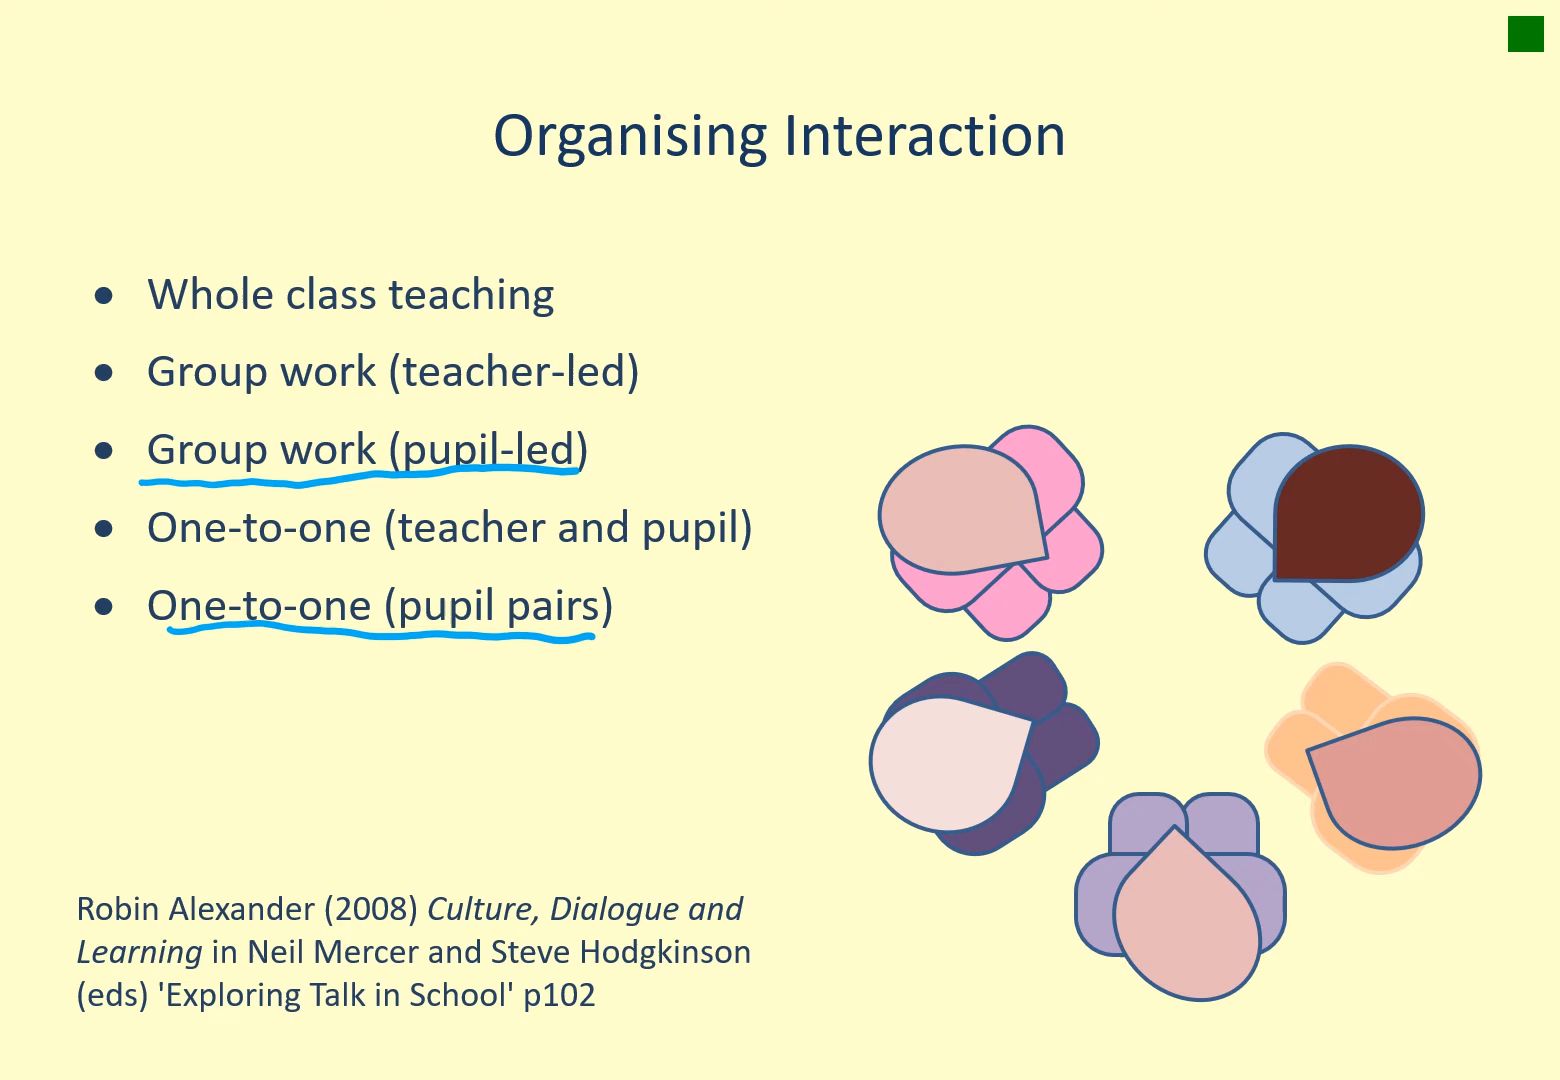 Organising Interaction
● Whole class teaching
● Group work (teacher-led)
● Group work (pupil-led)
● One-to-one (teacher and pupil)
● One-to-one (pupil pairs)
Robin Alexander (2008) Culture, Dialogue and
Learning in Neil Mercer and Steve Hodgkinson
(eds) 'Exploring Talk in School' p102